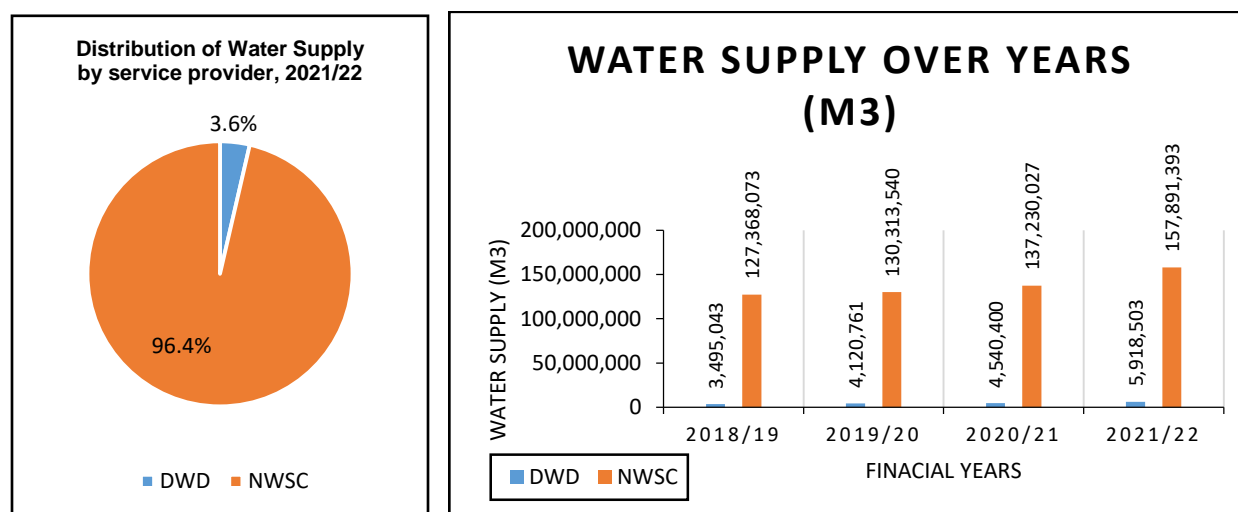 Distribution of Water Supply
by service provider, 2021/22
3.6%
96.4%
DWD NWSC
WATER SUPPLY OVER YEARS
(M3)
WATER SUPPLY (M3)
200,000,000
150,000,000
100,000,000
50,000,000
0
3,495,043
127,368,073
4,120,761
130,313,540
4,540,400
137,230,027
5,918,503
157,891,393
2018/19 2019/20 2020/21 2021/22
FINACIAL YEARS
DWD NWSC